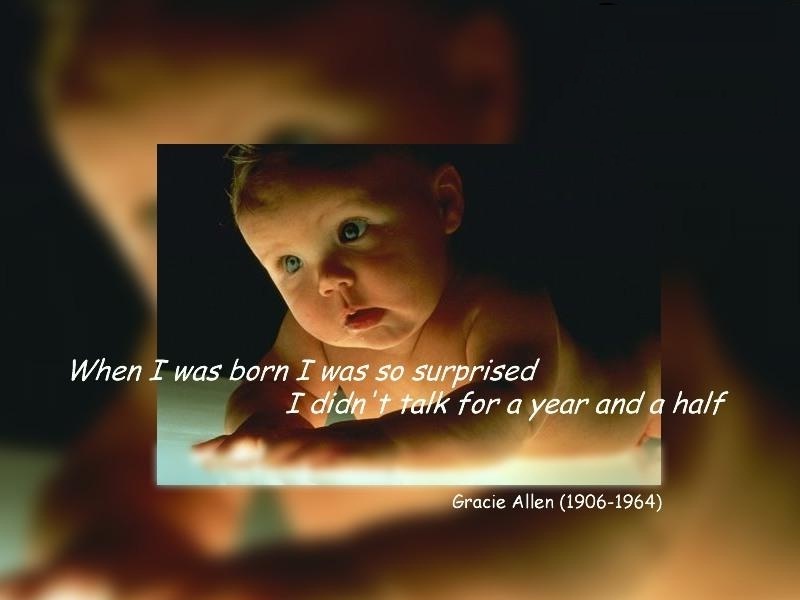 When I was born I was so surprised
I didn't talk for a year and a half
Gracie Allen (1906-1964)